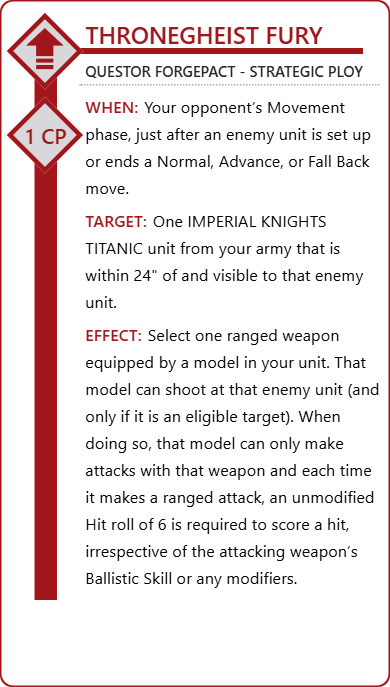 THRONEGHEIST FURY
QUESTOR FORGEPACT - STRATEGIC PLOY
1 CP
WHEN: Your opponent’s Movement
phase, just after an enemy unit is set up
or ends a Normal, Advance, or Fall Back
move.
TARGET: One IMPERIAL KNIGHTS
TITANIC unit from your army that is
within 24" of and visible to that enemy
unit.
EFFECT: Select one ranged weapon
equipped by a model in your unit. That
model can shoot at that enemy unit (and
only if it is an eligible target). When
doing so, that model can only make
attacks with that weapon and each time
it makes a ranged attack, an unmodified
Hit roll of 6 is required to score a hit,
irrespective of the attacking weapon’s
Ballistic Skill or any modifiers.